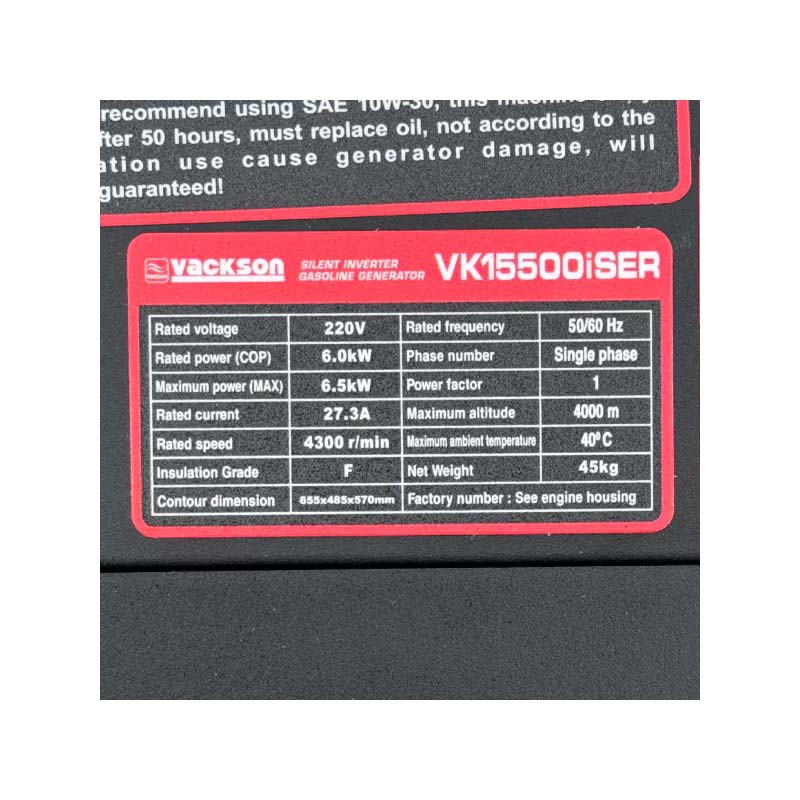 recommend using SAE 10W-30, this machine
fter 50 hours, must replace oil, not according to the
ation use cause generator damage, will
guaranteed!
vackson SILENT INVERTER GASOLINE GENERATOR VK15500iSER
Rated voltage 220V Rated frequency 50/60 Hz
Rated power (COP) 6.0kW Phase number Single phase
Maximum power (MAX) 6.5kW Power factor 1
Rated current 27.3A Maximum altitude 4000 m
Rated speed 4300 r/min Maximum ambient temperature 40°C
Insulation Grade F Net Weight 45kg
Contour dimension 655x485x570mm Factory number : See engine housing